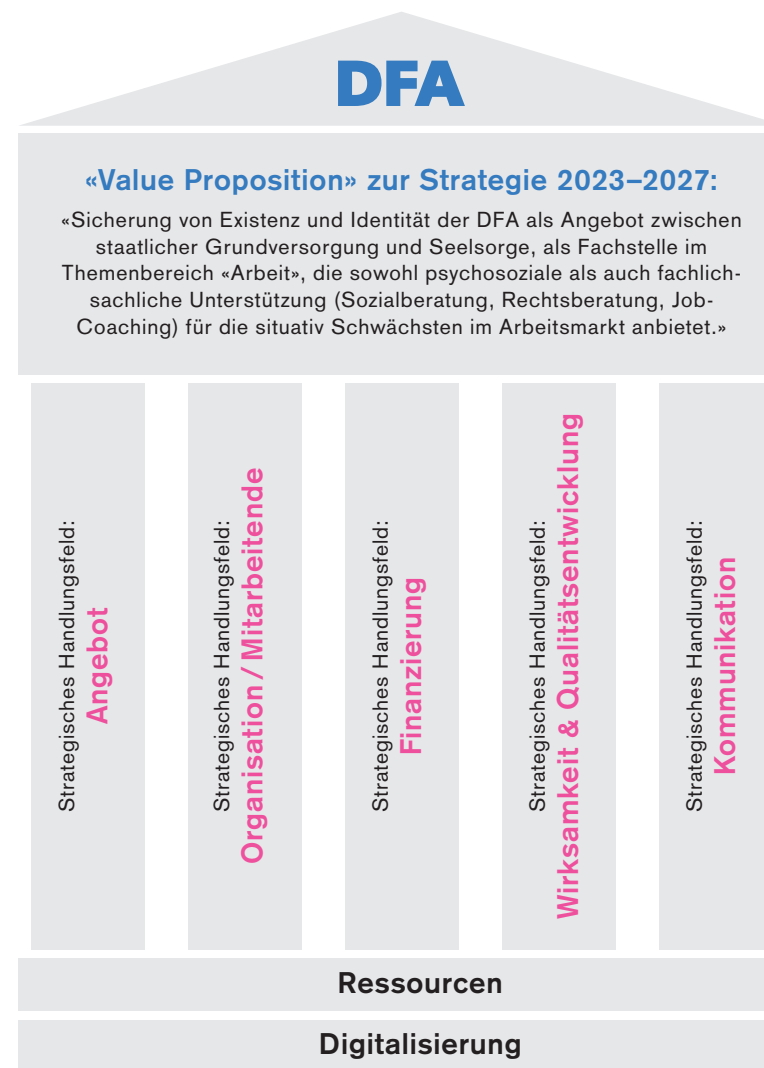 DFA
«Value Proposition» zur Strategie 2023–2027:
«Sicherung von Existenz und Identität der DFA als Angebot zwischen
staatlicher Grundversorgung und Seelsorge, als Fachstelle im
Themenbereich «Arbeit», die sowohl psychosoziale als auch fachlich-
sachliche Unterstützung (Sozialberatung, Rechtsberatung, Job-
Coaching) für die situativ Schwächsten im Arbeitsmarkt anbietet.»
Strategisches Handlungsfeld:
Angebot
Strategisches Handlungsfeld:
Organisation / Mitarbeitende
Strategisches Handlungsfeld:
Finanzierung
Strategisches Handlungsfeld:
Wirksamkeit & Qualitätsentwicklung
Strategisches Handlungsfeld:
Kommunikation
Ressourcen
Digitalisierung